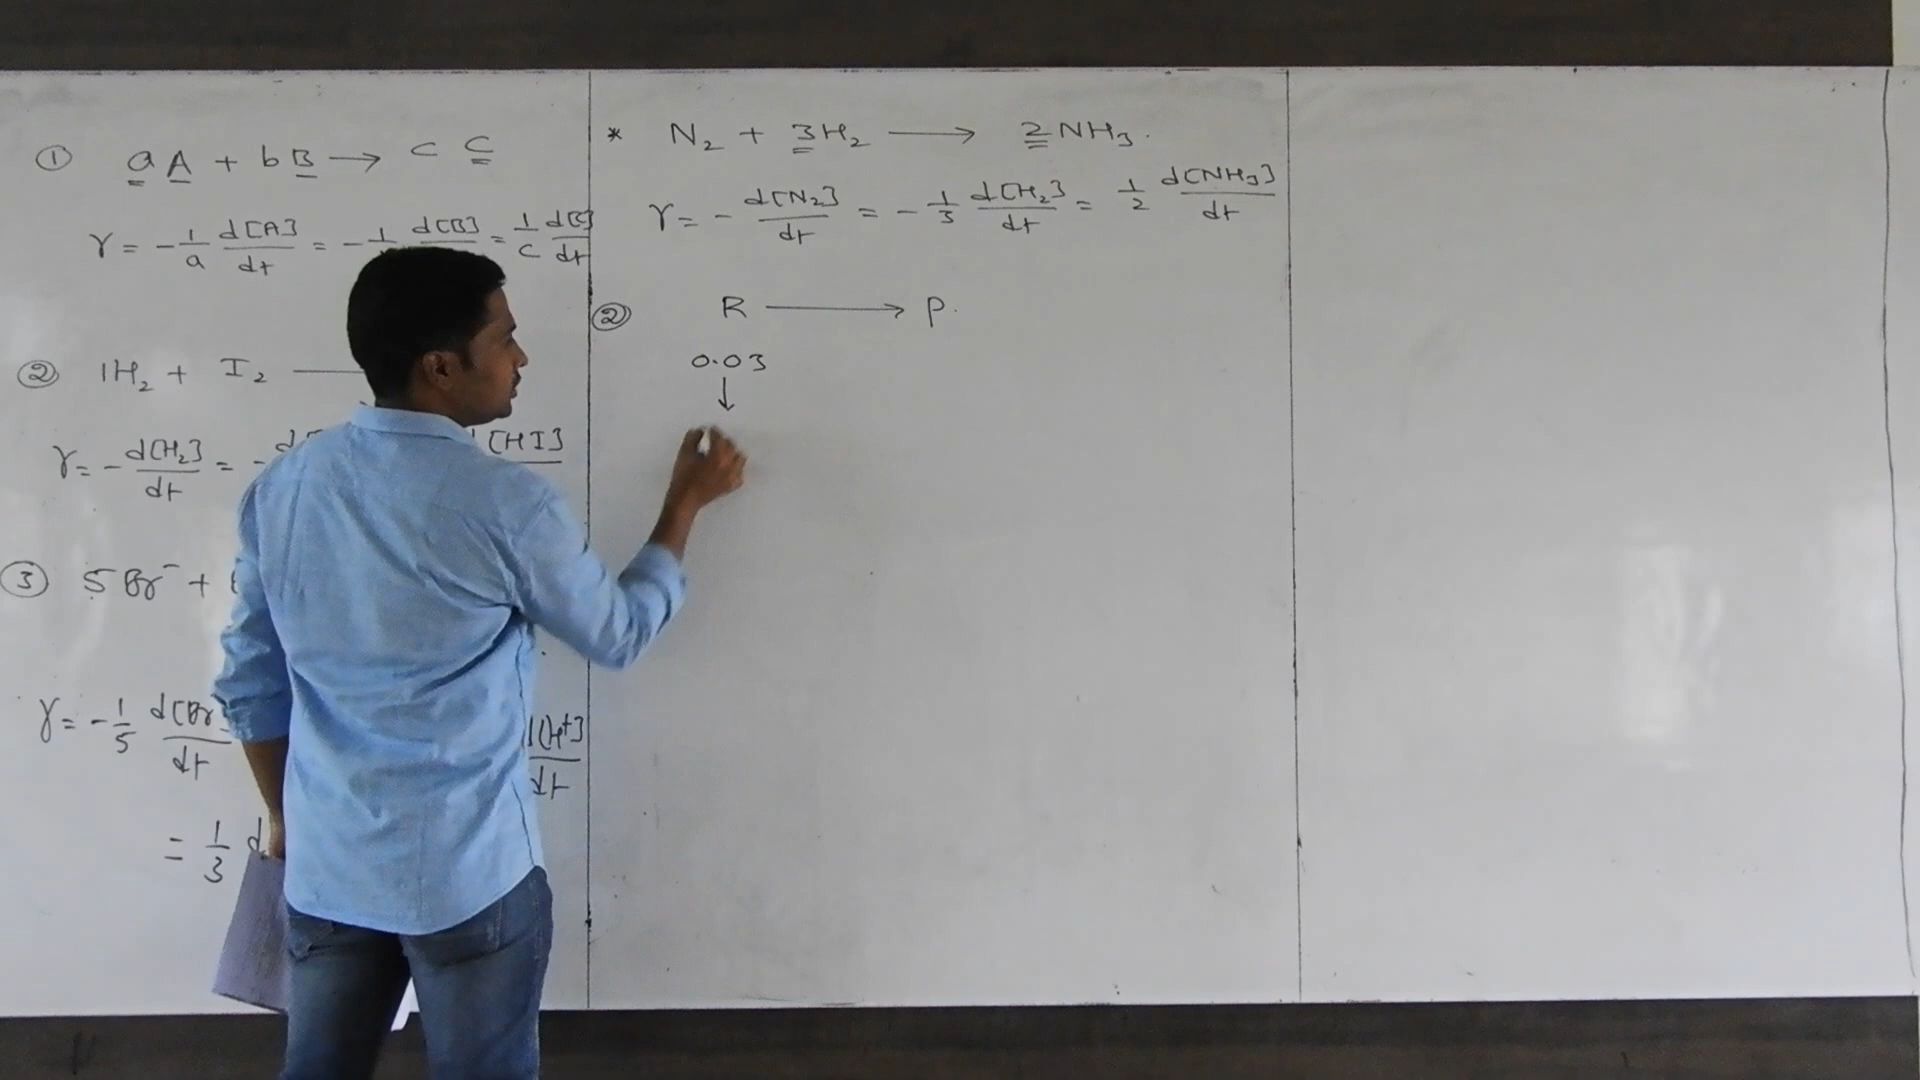 ① aA + bB ⟶ c C
r = -1/a d[A]/dt = -1/ d[B]/dt = 1/c d[C]/dt
② 1H₂ + I₂ ⟶
r = - d[H₂]/dt = - d[ [HI]
③ 5Br⁻ +
r = -1/5 d[Br /dt d[H⁺]/dt
= 1/3 d
* N₂ + 3H₂ ⟶ 2NH₃.
r = - d[N₂]/dt = - 1/3 d[H₂]/dt = 1/2 d[NH₃]/dt
② R ⟶ P.
0.03
↓